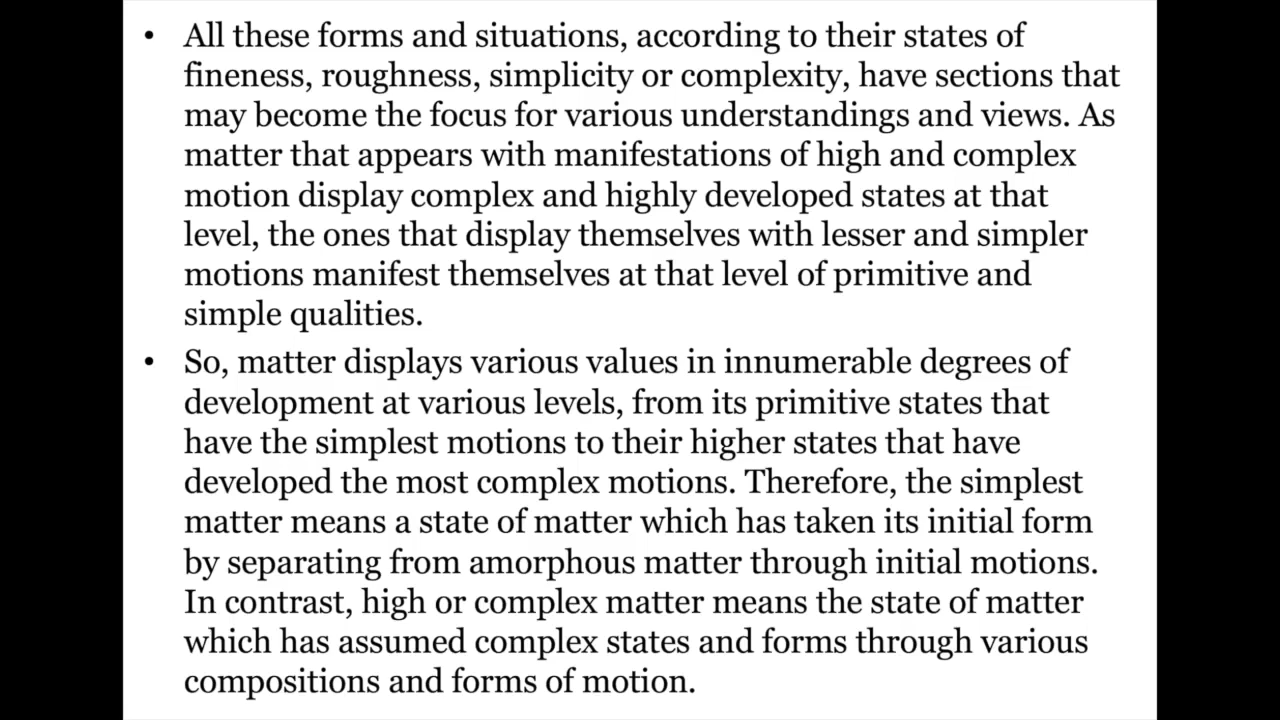 • All these forms and situations, according to their states of
fineness, roughness, simplicity or complexity, have sections that
may become the focus for various understandings and views. As
matter that appears with manifestations of high and complex
motion display complex and highly developed states at that
level, the ones that display themselves with lesser and simpler
motions manifest themselves at that level of primitive and
simple qualities.
• So, matter displays various values in innumerable degrees of
development at various levels, from its primitive states that
have the simplest motions to their higher states that have
developed the most complex motions. Therefore, the simplest
matter means a state of matter which has taken its initial form
by separating from amorphous matter through initial motions.
In contrast, high or complex matter means the state of matter
which has assumed complex states and forms through various
compositions and forms of motion.